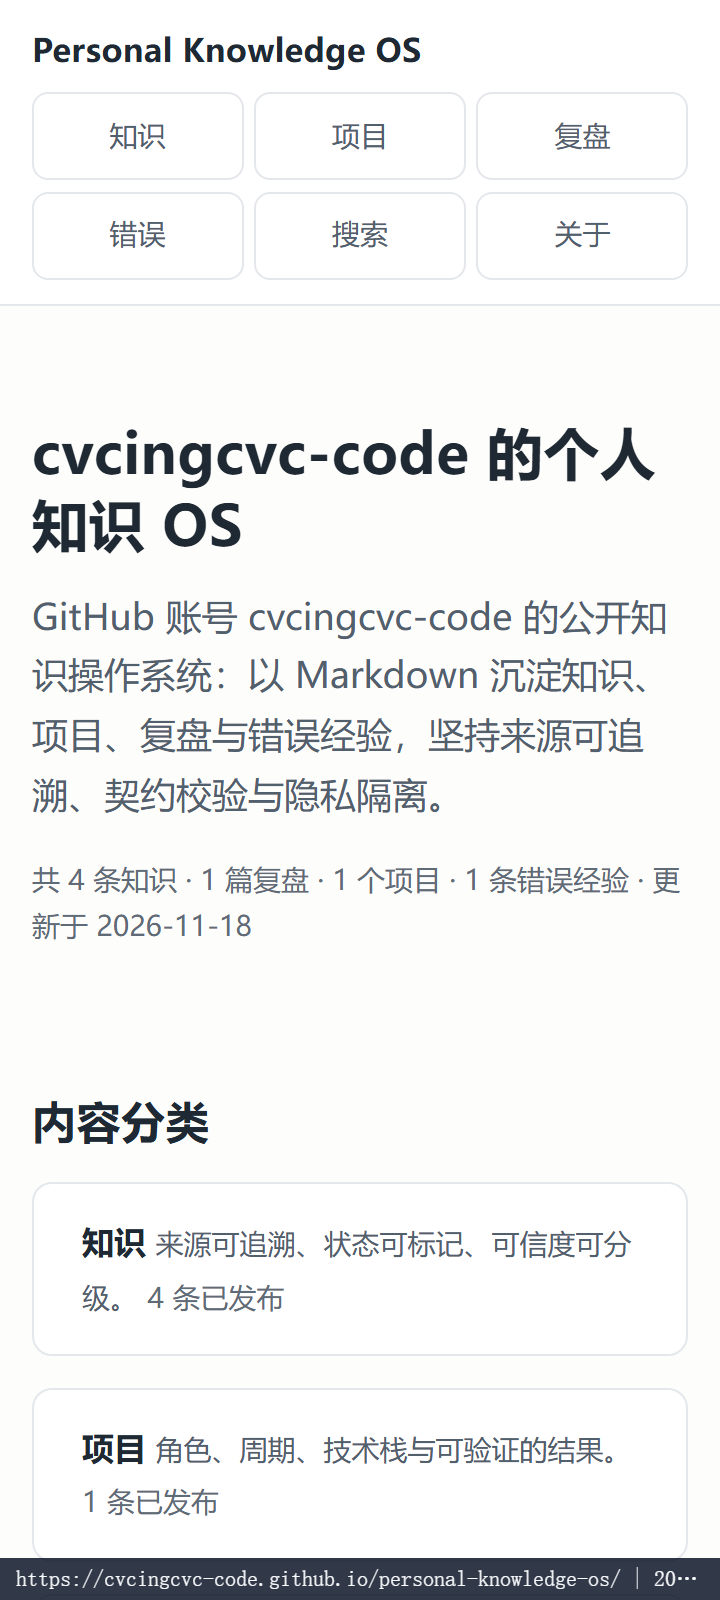 Personal Knowledge OS
知识
项目
复盘
错误
搜索
关于
cvcingcvc-code 的个人
知识 OS
GitHub 账号 cvcingcvc-code 的公开知
识操作系统：以 Markdown 沉淀知识、
项目、复盘与错误经验，坚持来源可追
溯、契约校验与隐私隔离。
共 4 条知识 · 1 篇复盘 · 1 个项目 · 1 条错误经验 · 更
新于 2026-11-18
内容分类
知识 来源可追溯、状态可标记、可信度可分
级。 4 条已发布
项目 角色、周期、技术栈与可验证的结果。
1 条已发布
https://cvcingcvc-code.github.io/personal-knowledge-os/ | 20…